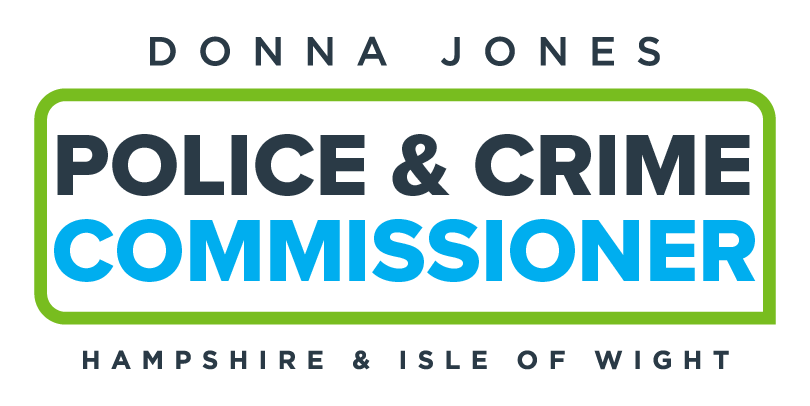 DONNA JONES
POLICE & CRIME
COMMISSIONER
HAMPSHIRE & ISLE OF WIGHT